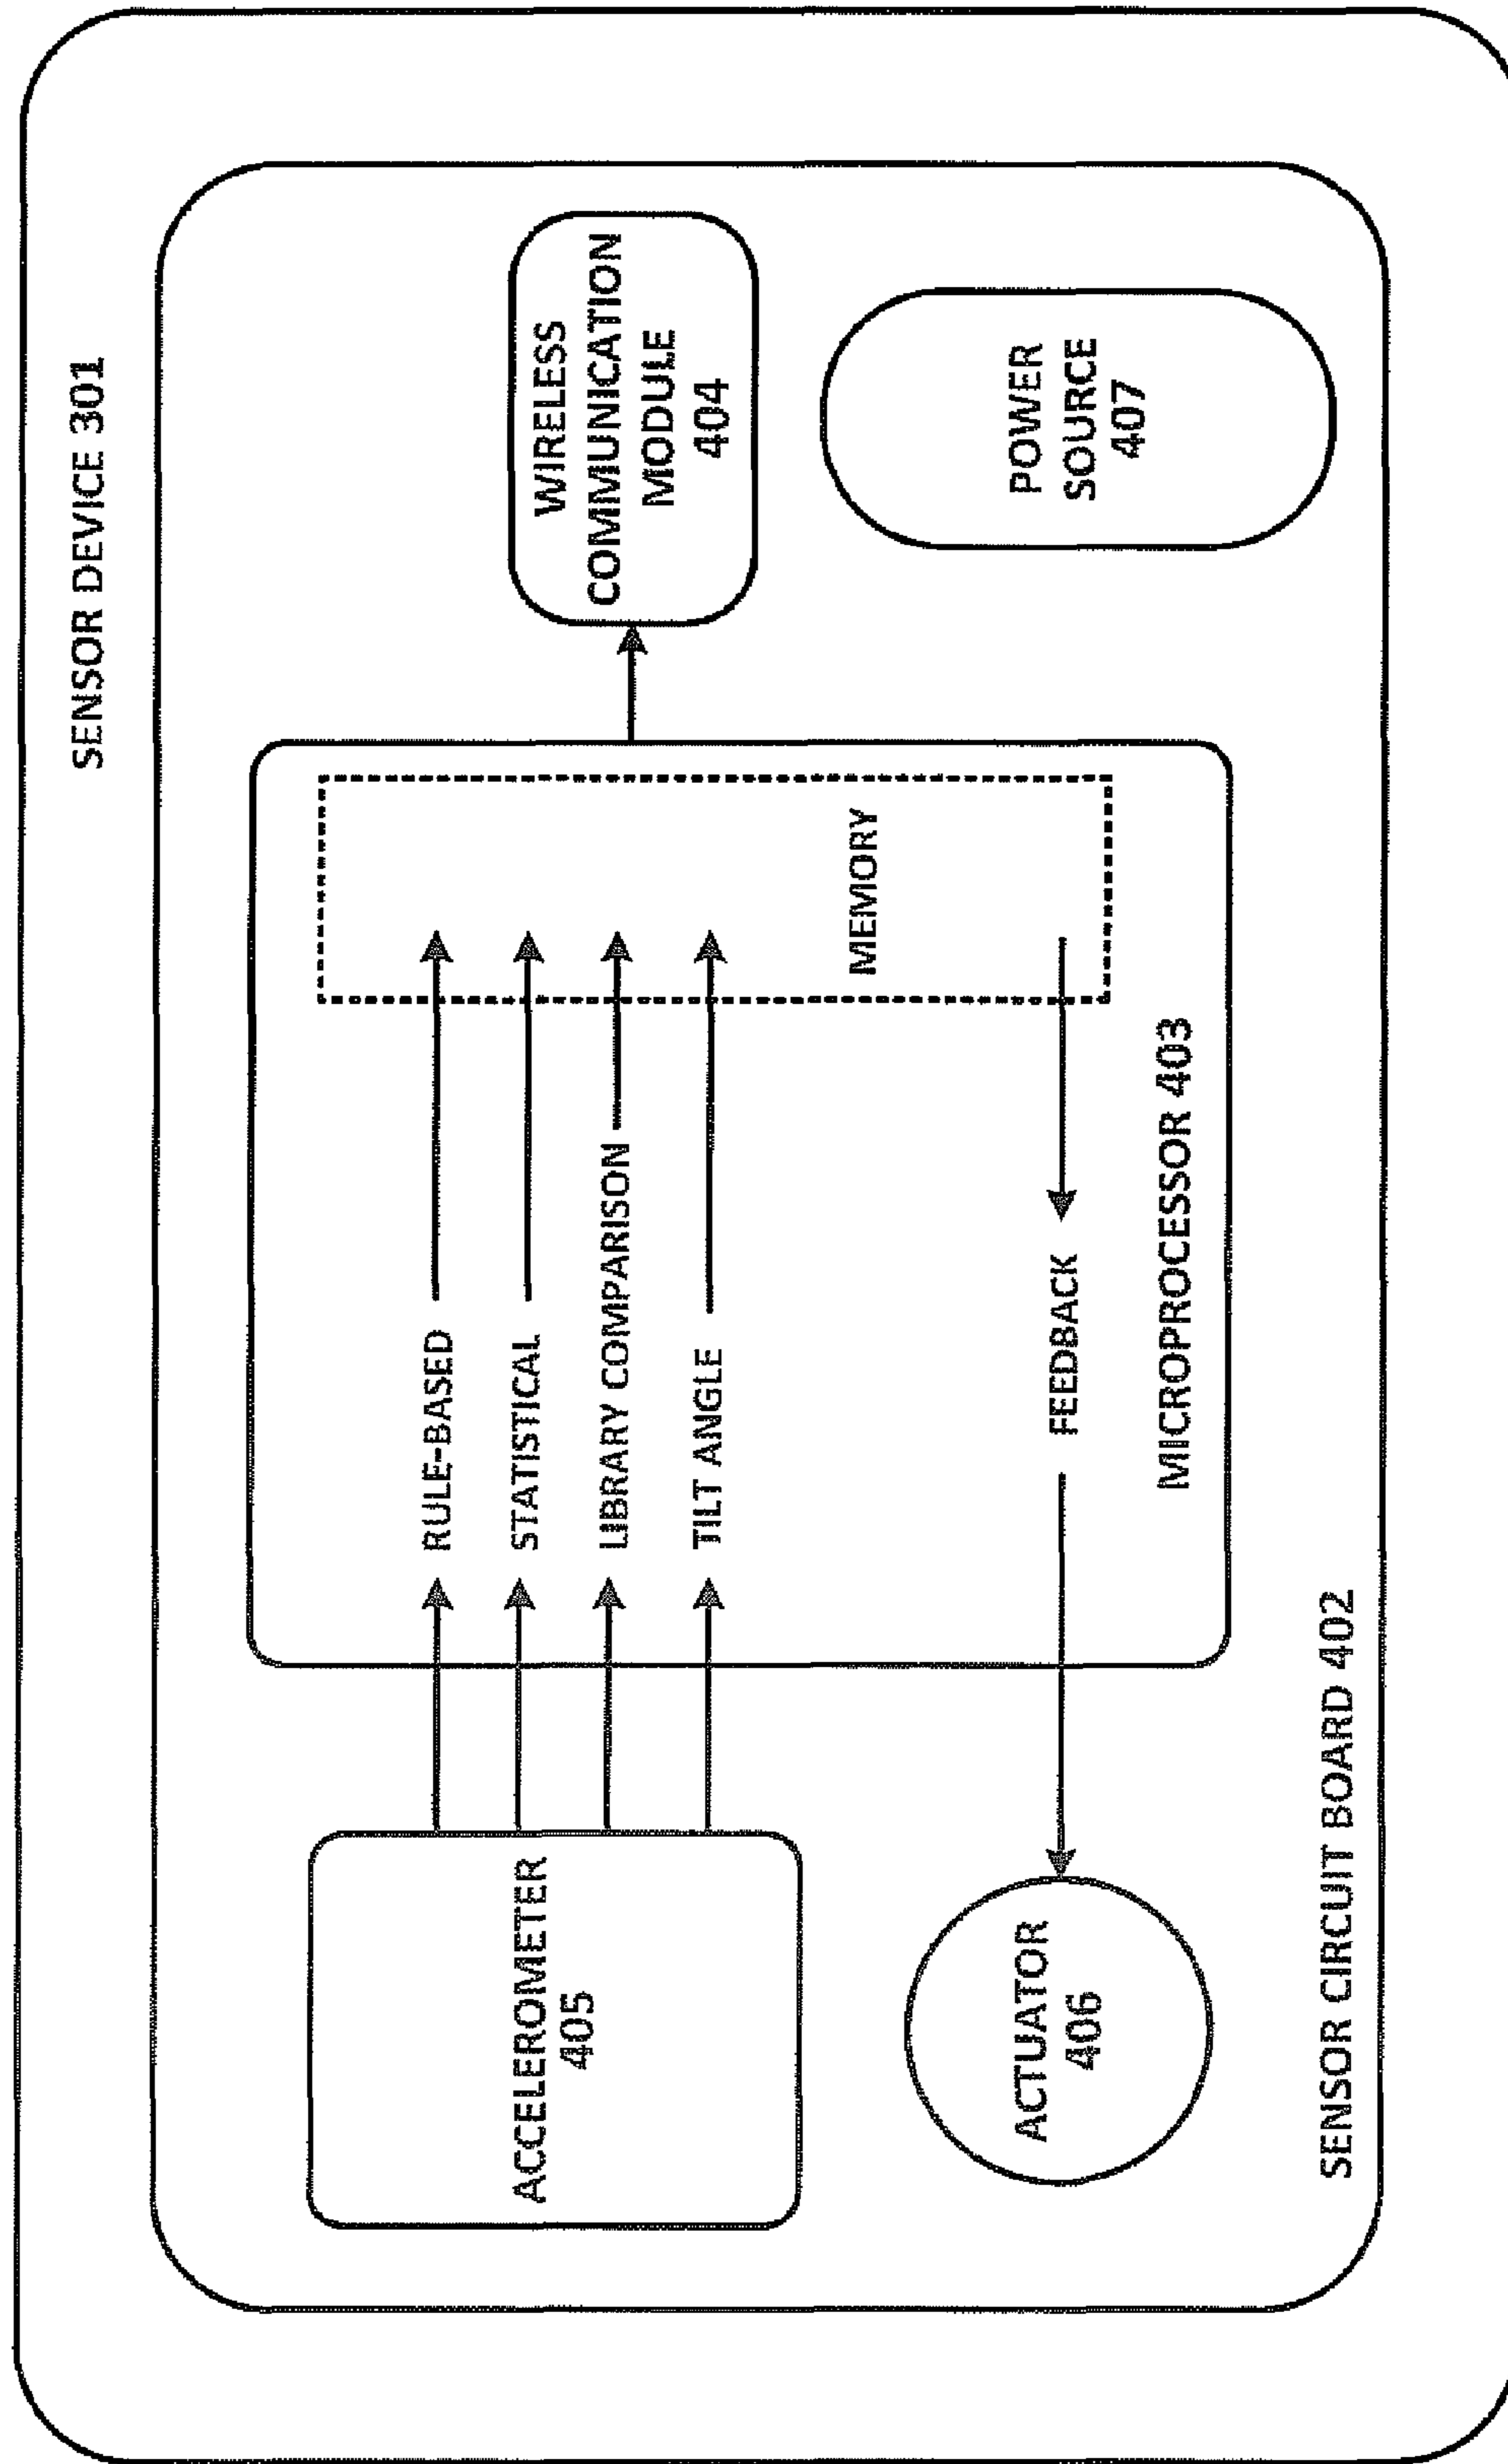 SENSOR DEVICE 301
ACCELEROMETER
405
RULE-BASED
STATISTICAL
LIBRARY COMPARISON
TILT ANGLE
MEMORY
FEEDBACK
MICROPROCESSOR 403
WIRELESS
COMMUNICATION
MODULE
404
ACTUATOR
406
POWER
SOURCE
407
SENSOR CIRCUIT BOARD 402